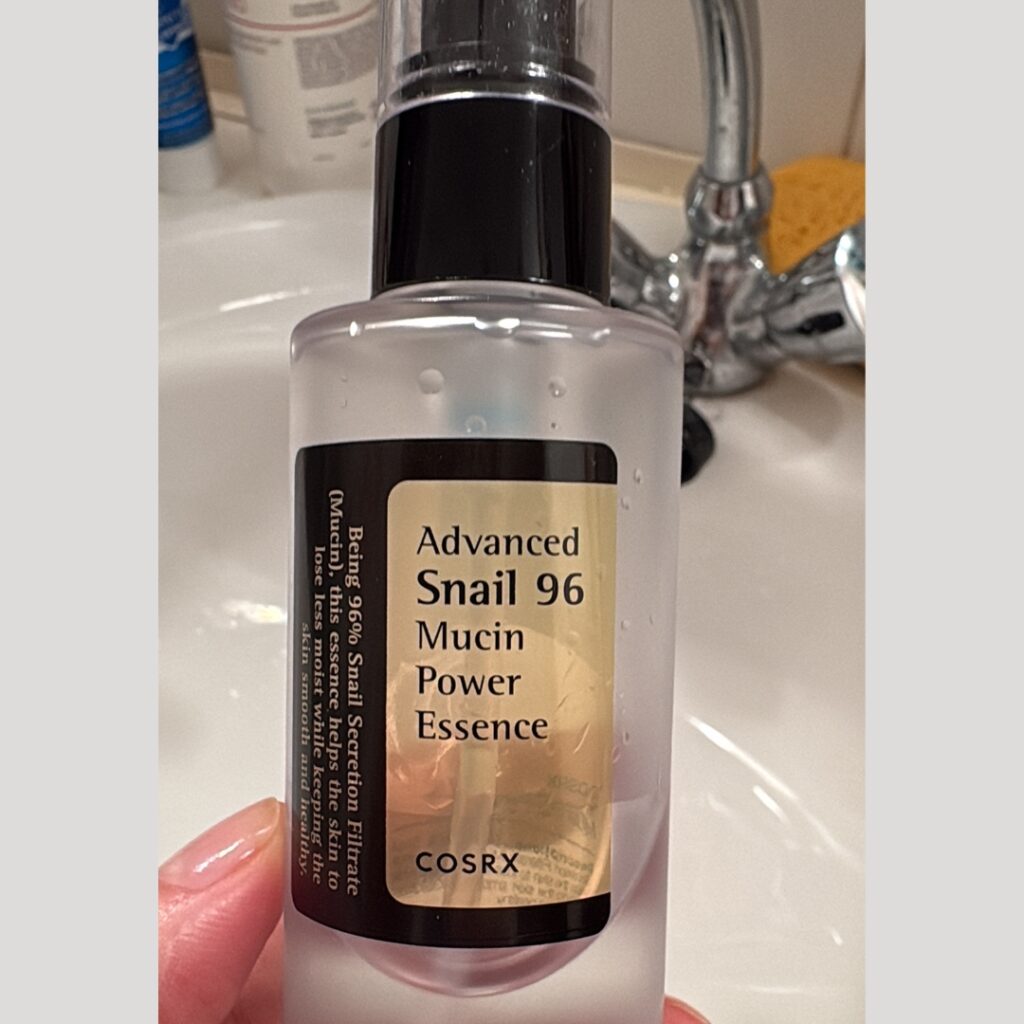 Advanced
Snail 96
Mucin
Power
Essence
COSRX
Being 96% Snail Secretion Filtrate
(Mucin), this essence helps the skin to
lose less moist while keeping the
skin smooth and healthy.